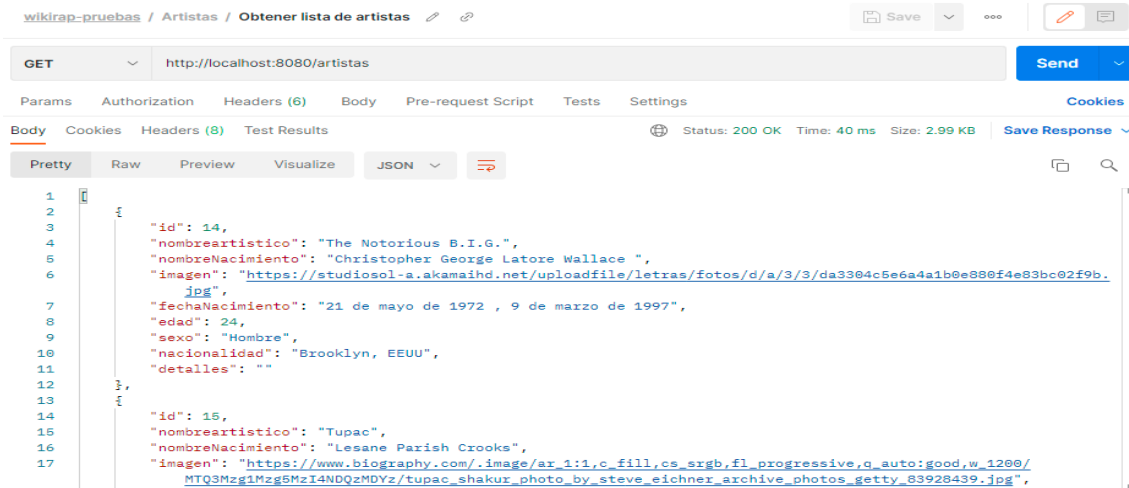 wikirap-pruebas / Artistas / Obtener lista de artistas Save ooo
GET http://localhost:8080/artistas Send
Params Authorization Headers (6) Body Pre-request Script Tests Settings Cookies
Body Cookies Headers (8) Test Results Status: 200 OK Time: 40 ms Size: 2.99 KB Save Response
Pretty Raw Preview Visualize JSON
1 [
2 {
3 "id": 14,
4 "nombreartistico": "The Notorious B.I.G.",
5 "nombreNacimiento": "Christopher George Latore Wallace ",
6 "imagen": "https://studiosol-a.akamaihd.net/uploadfile/letras/fotos/d/a/3/3/da3304c5e6a4a1b0e880f4e83bc02f9b.
jpg",
7 "fechaNacimiento": "21 de mayo de 1972 , 9 de marzo de 1997",
8 "edad": 24,
9 "sexo": "Hombre",
10 "nacionalidad": "Brooklyn, EEUU",
11 "detalles": ""
12 },
13 {
14 "id": 15,
15 "nombreartistico": "Tupac",
16 "nombreNacimiento": "Lesane Parish Crooks",
17 "imagen": "https://www.biography.com/.image/ar_1:1,c_fill,cs_srgb,fl_progressive,q_auto:good,w_1200/
MTQ3Mzg1Mzg5MzI4NDQzMDYz/tupac_shakur_photo_by_steve_eichner_archive_photos_getty_83928439.jpg",